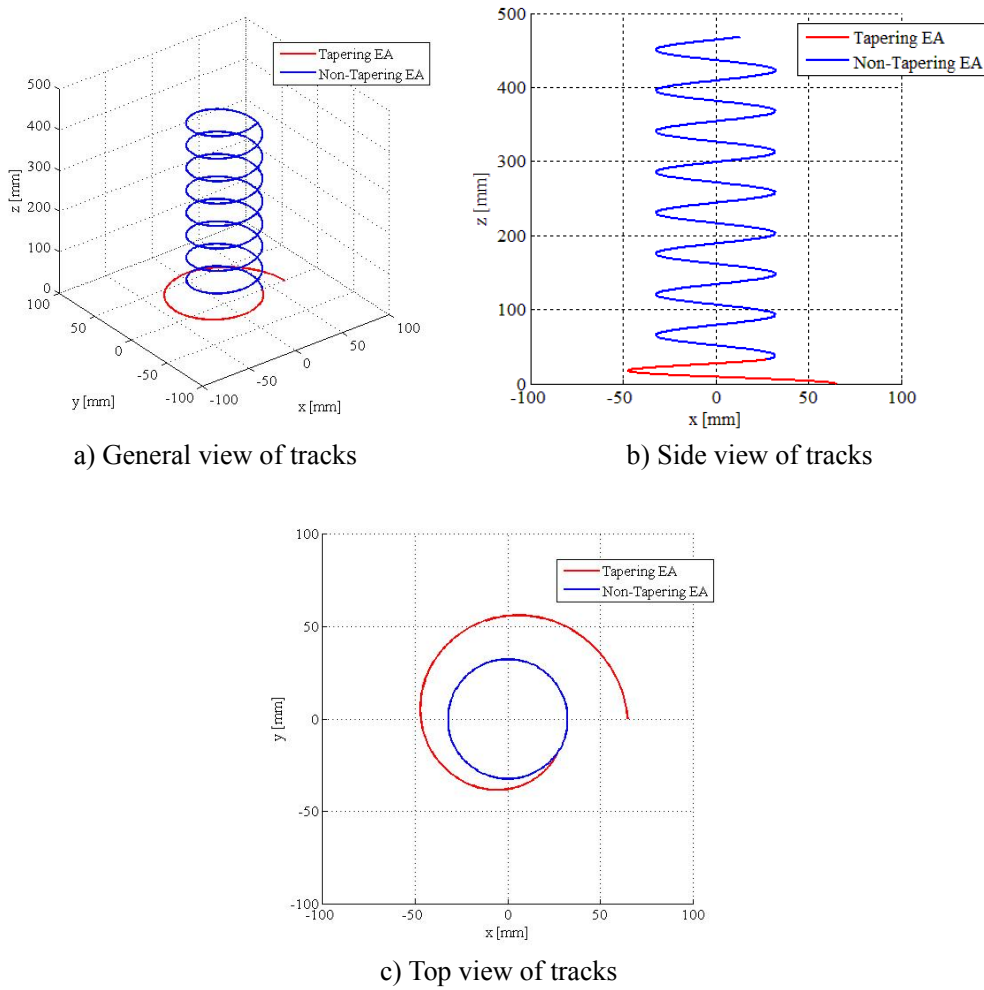 Tapering EA
Non-Tapering EA
500
400
300
200
100
0
z [mm]
100
50
0
-50
-100
y [mm]
-100
-50
0
50
100
x [mm]
a) General view of tracks
500
400
300
200
100
0
z [mm]
Tapering EA
Non-Tapering EA
-100
-50
0
50
100
x [mm]
b) Side view of tracks
100
50
0
-50
-100
y [mm]
Tapering EA
Non-Tapering EA
-100
-50
0
50
100
x [mm]
c) Top view of tracks